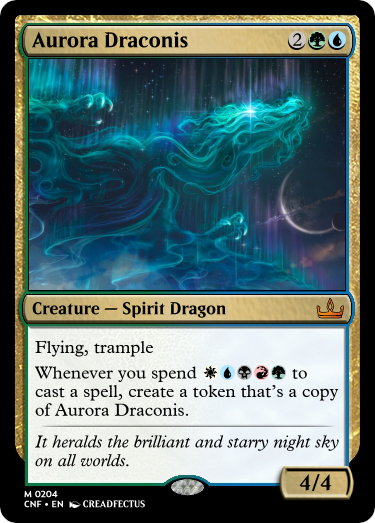 Aurora Draconis 2
Creature — Spirit Dragon
Flying, trample
Whenever you spend to
cast a spell, create a token that's a copy
of Aurora Draconis.
It heralds the brilliant and starry night sky
on all worlds.
4/4
M 0204
CNF • EN CREADFECTUS